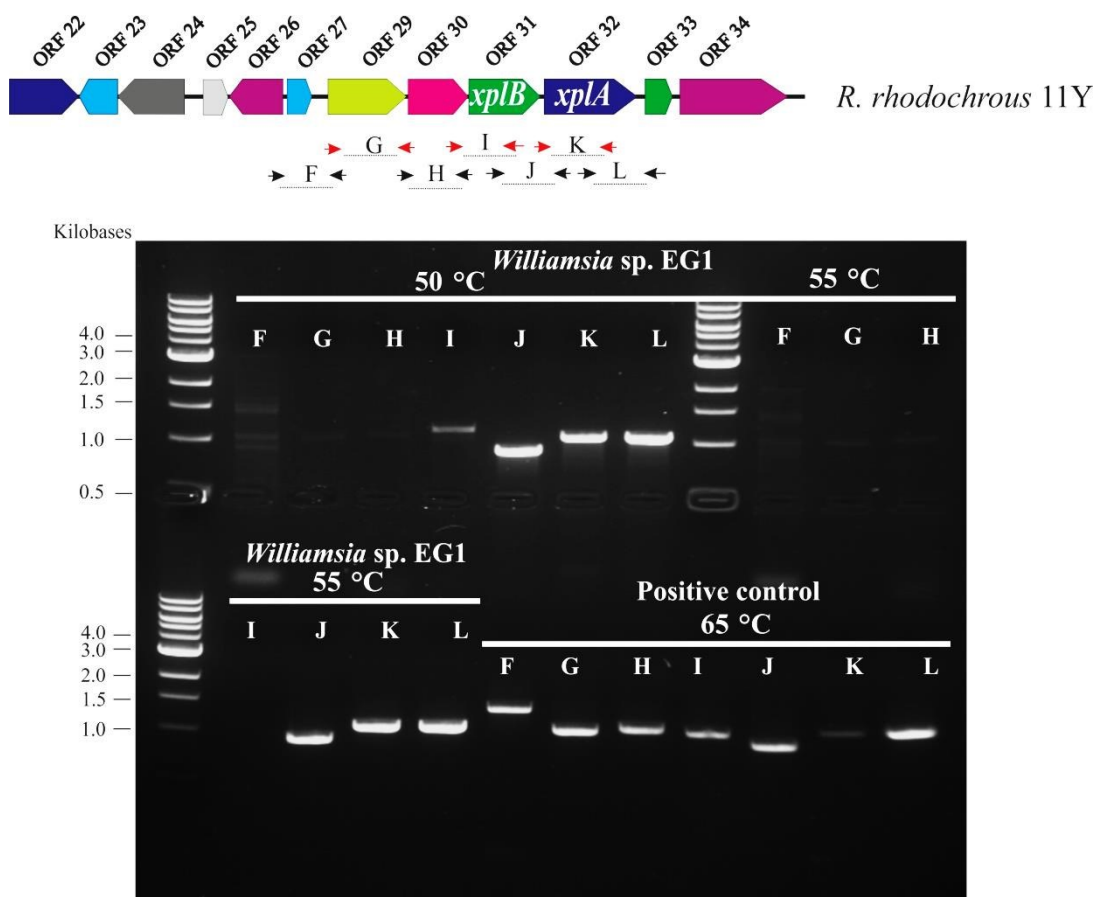 ORF 22 ORF 23 ORF 24 ORF 25 ORF 26 ORF 27 ORF 29 ORF 30 ORF 31 ORF 32 ORF 33 ORF 34
xplB xplA R. rhodochrous 11Y
G I K
F H J L
Kilobases
Williamsia sp. EG1
50 °C 55 °C
F G H I J K L F G H
4.0
3.0
2.0
1.5
1.0
0.5
Williamsia sp. EG1
55 °C
Positive control
65 °C
I J K L
F G H I J K L
4.0
3.0
2.0
1.5
1.0